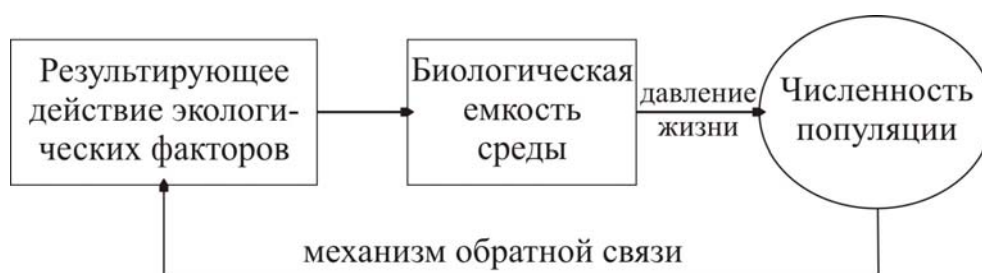 Результирующее
действие экологи-
ческих факторов
Биологическая
емкость
среды
давление
жизни
Численность
популяции
механизм обратной связи